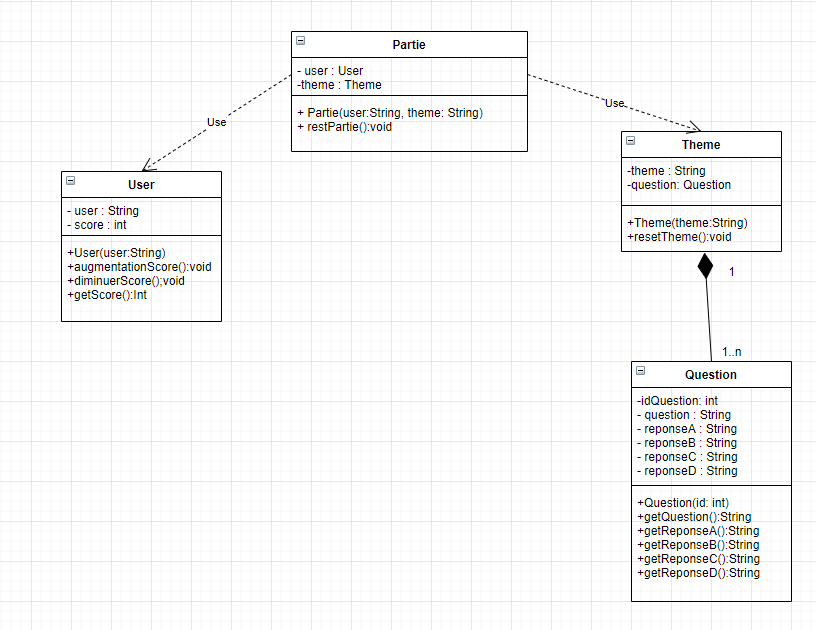 Partie
- user : User
-theme : Theme
+ Partie(user:String, theme: String)
+ restPartie():void
Use
Use
User
- user : String
- score : int
+User(user:String)
+augmentationScore():void
+diminuerScore();void
+getScore():Int
Theme
-theme : String
-question: Question
+Theme(theme:String)
+resetTheme():void
1
1..n
Question
-idQuestion: int
- question : String
- reponseA : String
- reponseB : String
- reponseC : String
- reponseD : String
+Question(id: int)
+getQuestion():String
+getReponseA():String
+getReponseB():String
+getReponseC():String
+getReponseD():String